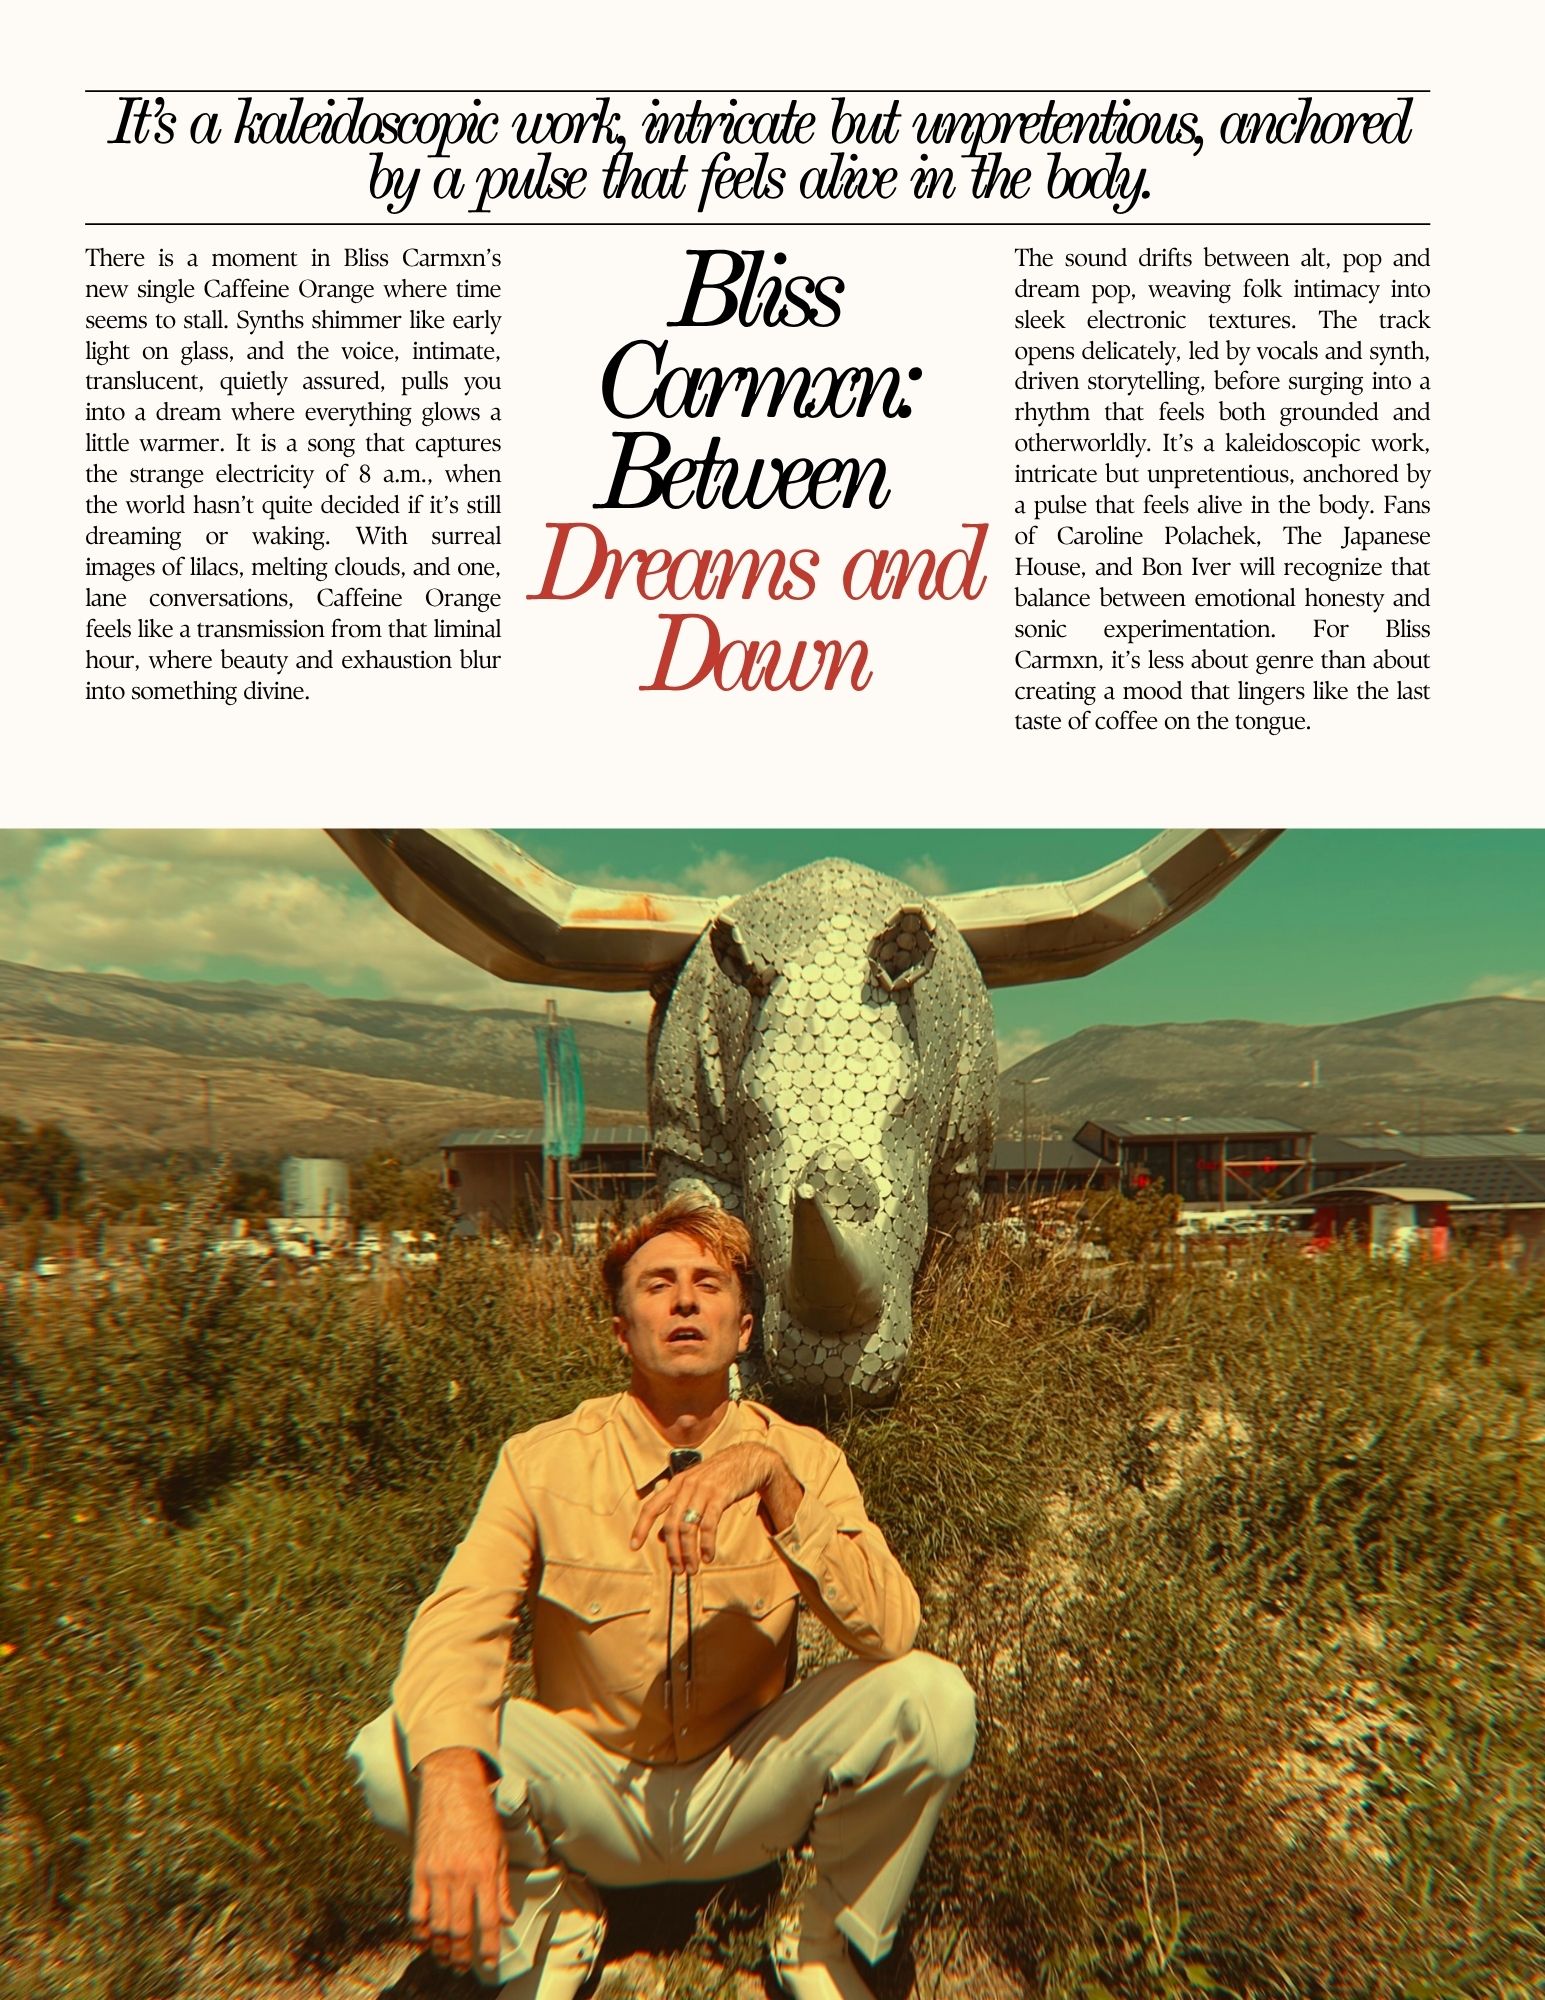 It's a kaleidoscopic work, intricate but unpretentious, anchored
by a pulse that feels alive in the body.
There is a moment in Bliss Carmxn's
new single Caffeine Orange where time
seems to stall. Synths shimmer like early
light on glass, and the voice, intimate,
translucent, quietly assured, pulls you
into a dream where everything glows a
little warmer. It is a song that captures
the strange electricity of 8 a.m., when
the world hasn't quite decided if it's still
dreaming or waking. With surreal
images of lilacs, melting clouds, and one,
lane conversations, Caffeine Orange
feels like a transmission from that liminal
hour, where beauty and exhaustion blur
into something divine.
Bliss
Carmxn:
Between
Dreams and
Dawn
The sound drifts between alt, pop and
dream pop, weaving folk intimacy into
sleek electronic textures. The track
opens delicately, led by vocals and synth,
driven storytelling, before surging into a
rhythm that feels both grounded and
otherworldly. It's a kaleidoscopic work,
intricate but unpretentious, anchored by
a pulse that feels alive in the body. Fans
of Caroline Polachek, The Japanese
House, and Bon Iver will recognize that
balance between emotional honesty and
sonic experimentation. For Bliss
Carmxn, it's less about genre than about
creating a mood that lingers like the last
taste of coffee on the tongue.